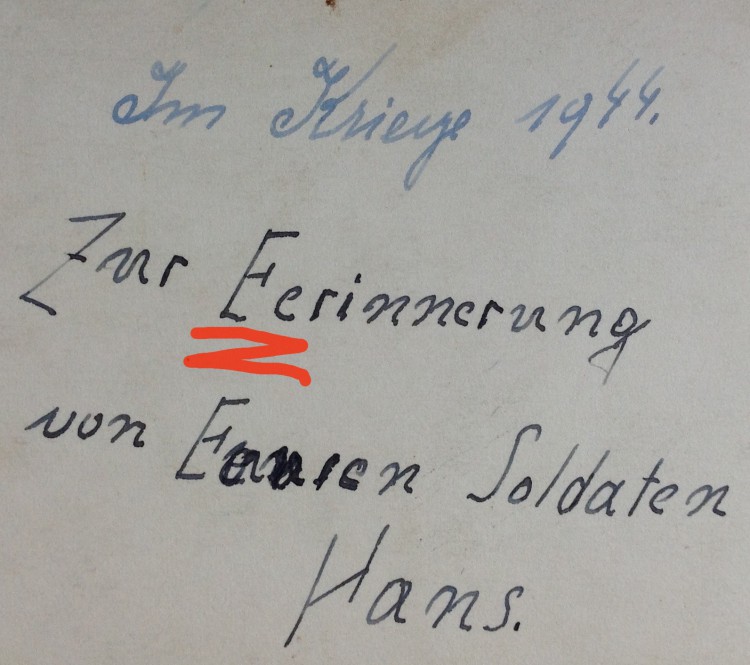 Im Kriege 1944.
Zur Eerinnerung
von Soldaten
Hans.